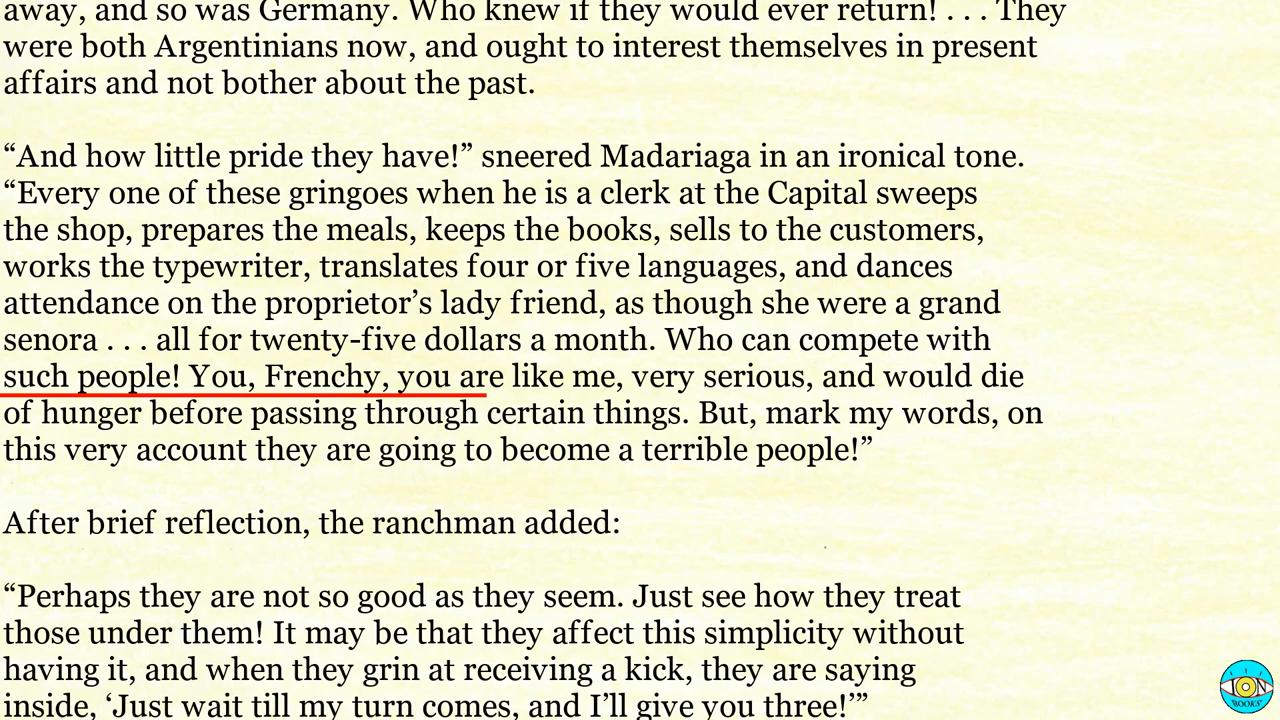 away, and so was Germany. Who knew if they would ever return! . . . They
were both Argentinians now, and ought to interest themselves in present
affairs and not bother about the past.
“And how little pride they have!” sneered Madariaga in an ironical tone.
“Every one of these gringoes when he is a clerk at the Capital sweeps
the shop, prepares the meals, keeps the books, sells to the customers,
works the typewriter, translates four or five languages, and dances
attendance on the proprietor’s lady friend, as though she were a grand
senora . . . all for twenty-five dollars a month. Who can compete with
such people! You, Frenchy, you are like me, very serious, and would die
of hunger before passing through certain things. But, mark my words, on
this very account they are going to become a terrible people!”
After brief reflection, the ranchman added:
“Perhaps they are not so good as they seem. Just see how they treat
those under them! It may be that they affect this simplicity without
having it, and when they grin at receiving a kick, they are saying
inside, ‘Just wait till my turn comes, and I’ll give you three!’”
ION
BOOKS